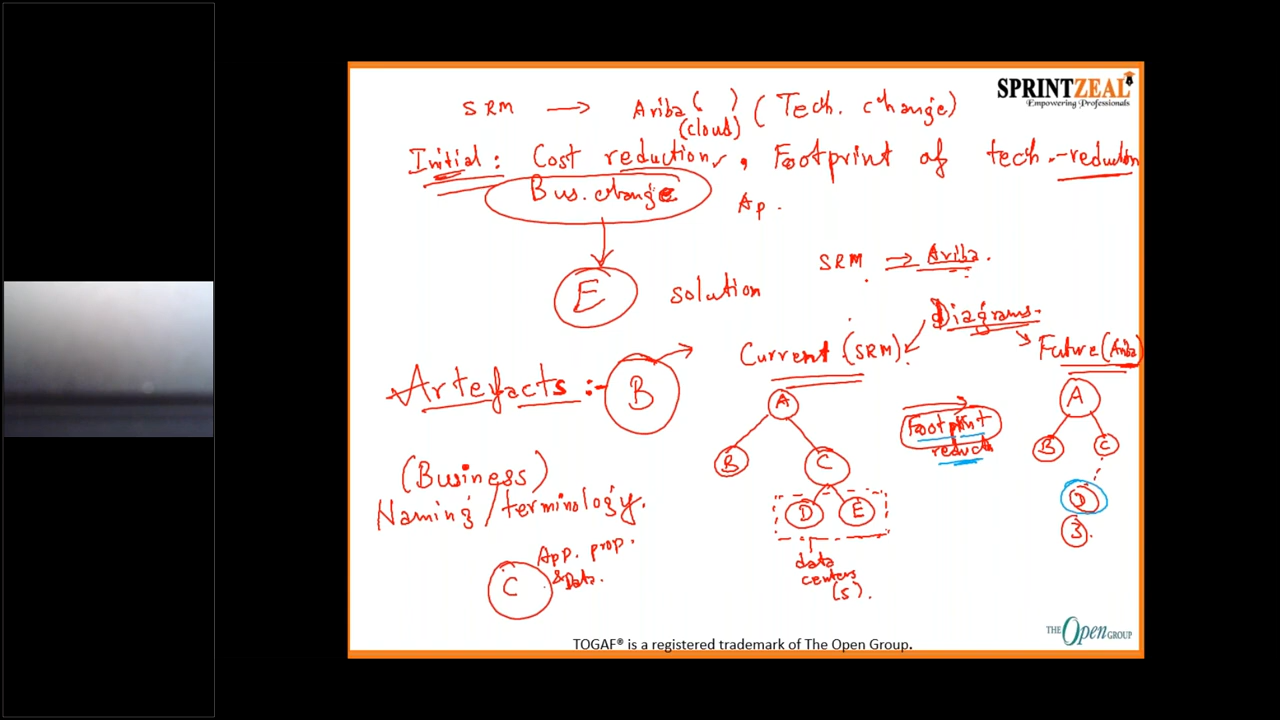 SPRINTZEAL
Empowering Professionals
SRM → Ariba ( ) (Tech. change)
(cloud)
Initial: Cost reduction, Footprint of tech.-reduction
Bus. change
Ap.
SRM → Ariba.
E solution
Diagrams.
Current (SRM)
Future (Ariba)
Artefacts :- B
A
B C
D E
data
centers
(s).
Footprint
reductn
A
B C
D
3.
(Business)
Naming/terminology.
C App. prop.
& Data.
THE Open GROUP
TOGAF® is a registered trademark of The Open Group.